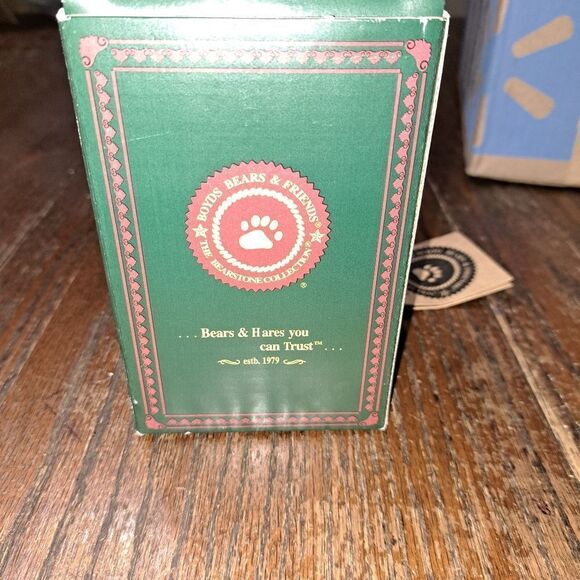 BOYDS BEARS & FRIENDS®
THE BEARSTONE COLLECTION®
®
. . . Bears & Hares you
can Trust™ . . .
estb. 1979